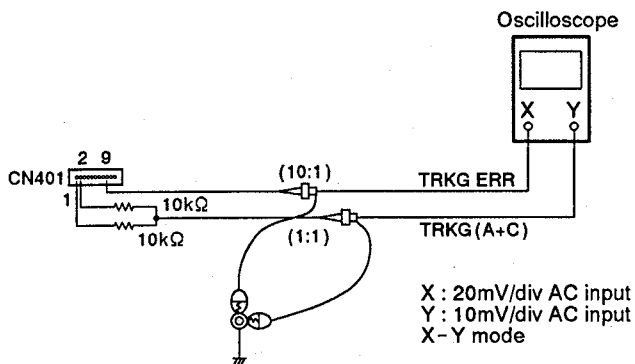 Oscilloscope
X Y
2 9
CN401
1
(10:1)
TRKG ERR
10kΩ
10kΩ
(1:1)
TRKG (A+C)
X : 20mV/div AC input
Y : 10mV/div AC input
X-Y mode